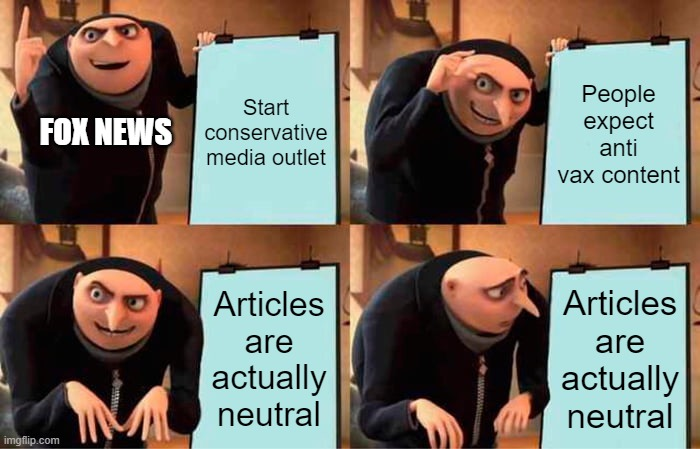 FOX NEWS
Start
conservative
media outlet
People
expect
anti
vax content
Articles
are
actually
neutral
Articles
are
actually
neutral
imgflip.com